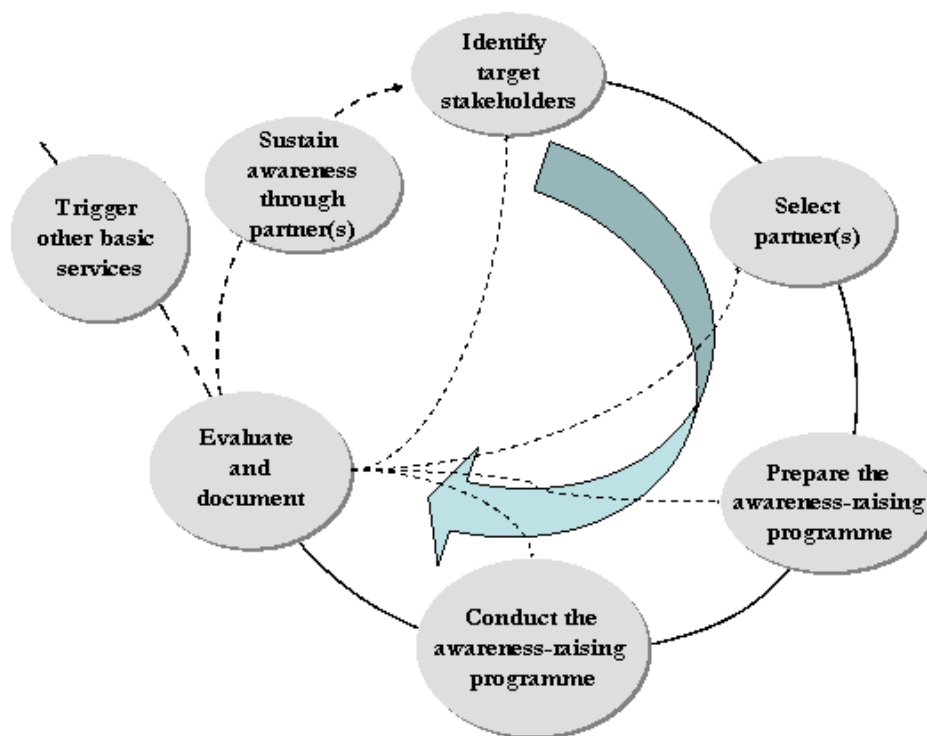 Identify
target
stakeholders
Select
partner(s)
Prepare the
awareness-raising
programme
Conduct the
awareness-raising
programme
Evaluate
and
document
Sustain
awareness
through
partner(s)
Trigger
other basic
services